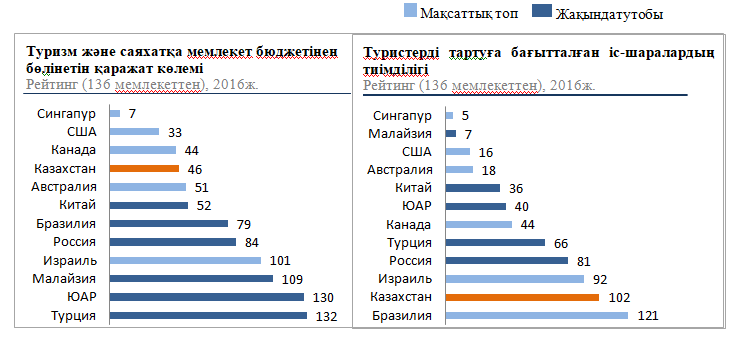 Мақсаттық топ
Жақындатутобы
Туризм және саяхатқа мемлекет бюджетінен
бөлінетін қаражат көлемі
Рейтинг (136 мемлекеттен), 2016ж.
Сингапур 7
США 33
Канада 44
Казахстан 46
Австралия 51
Китай 52
Бразилия 79
Россия 84
Израиль 101
Малайзия 109
ЮАР 130
Турция 132
Туристерді тартуға бағытталған іс-шаралардың
тиімділігі
Рейтинг (136 мемлекеттен), 2016ж.
Сингапур 5
Малайзия 7
США 16
Австралия 18
Китай 36
ЮАР 40
Канада 44
Турция 66
Россия 81
Израиль 92
Казахстан 102
Бразилия 121